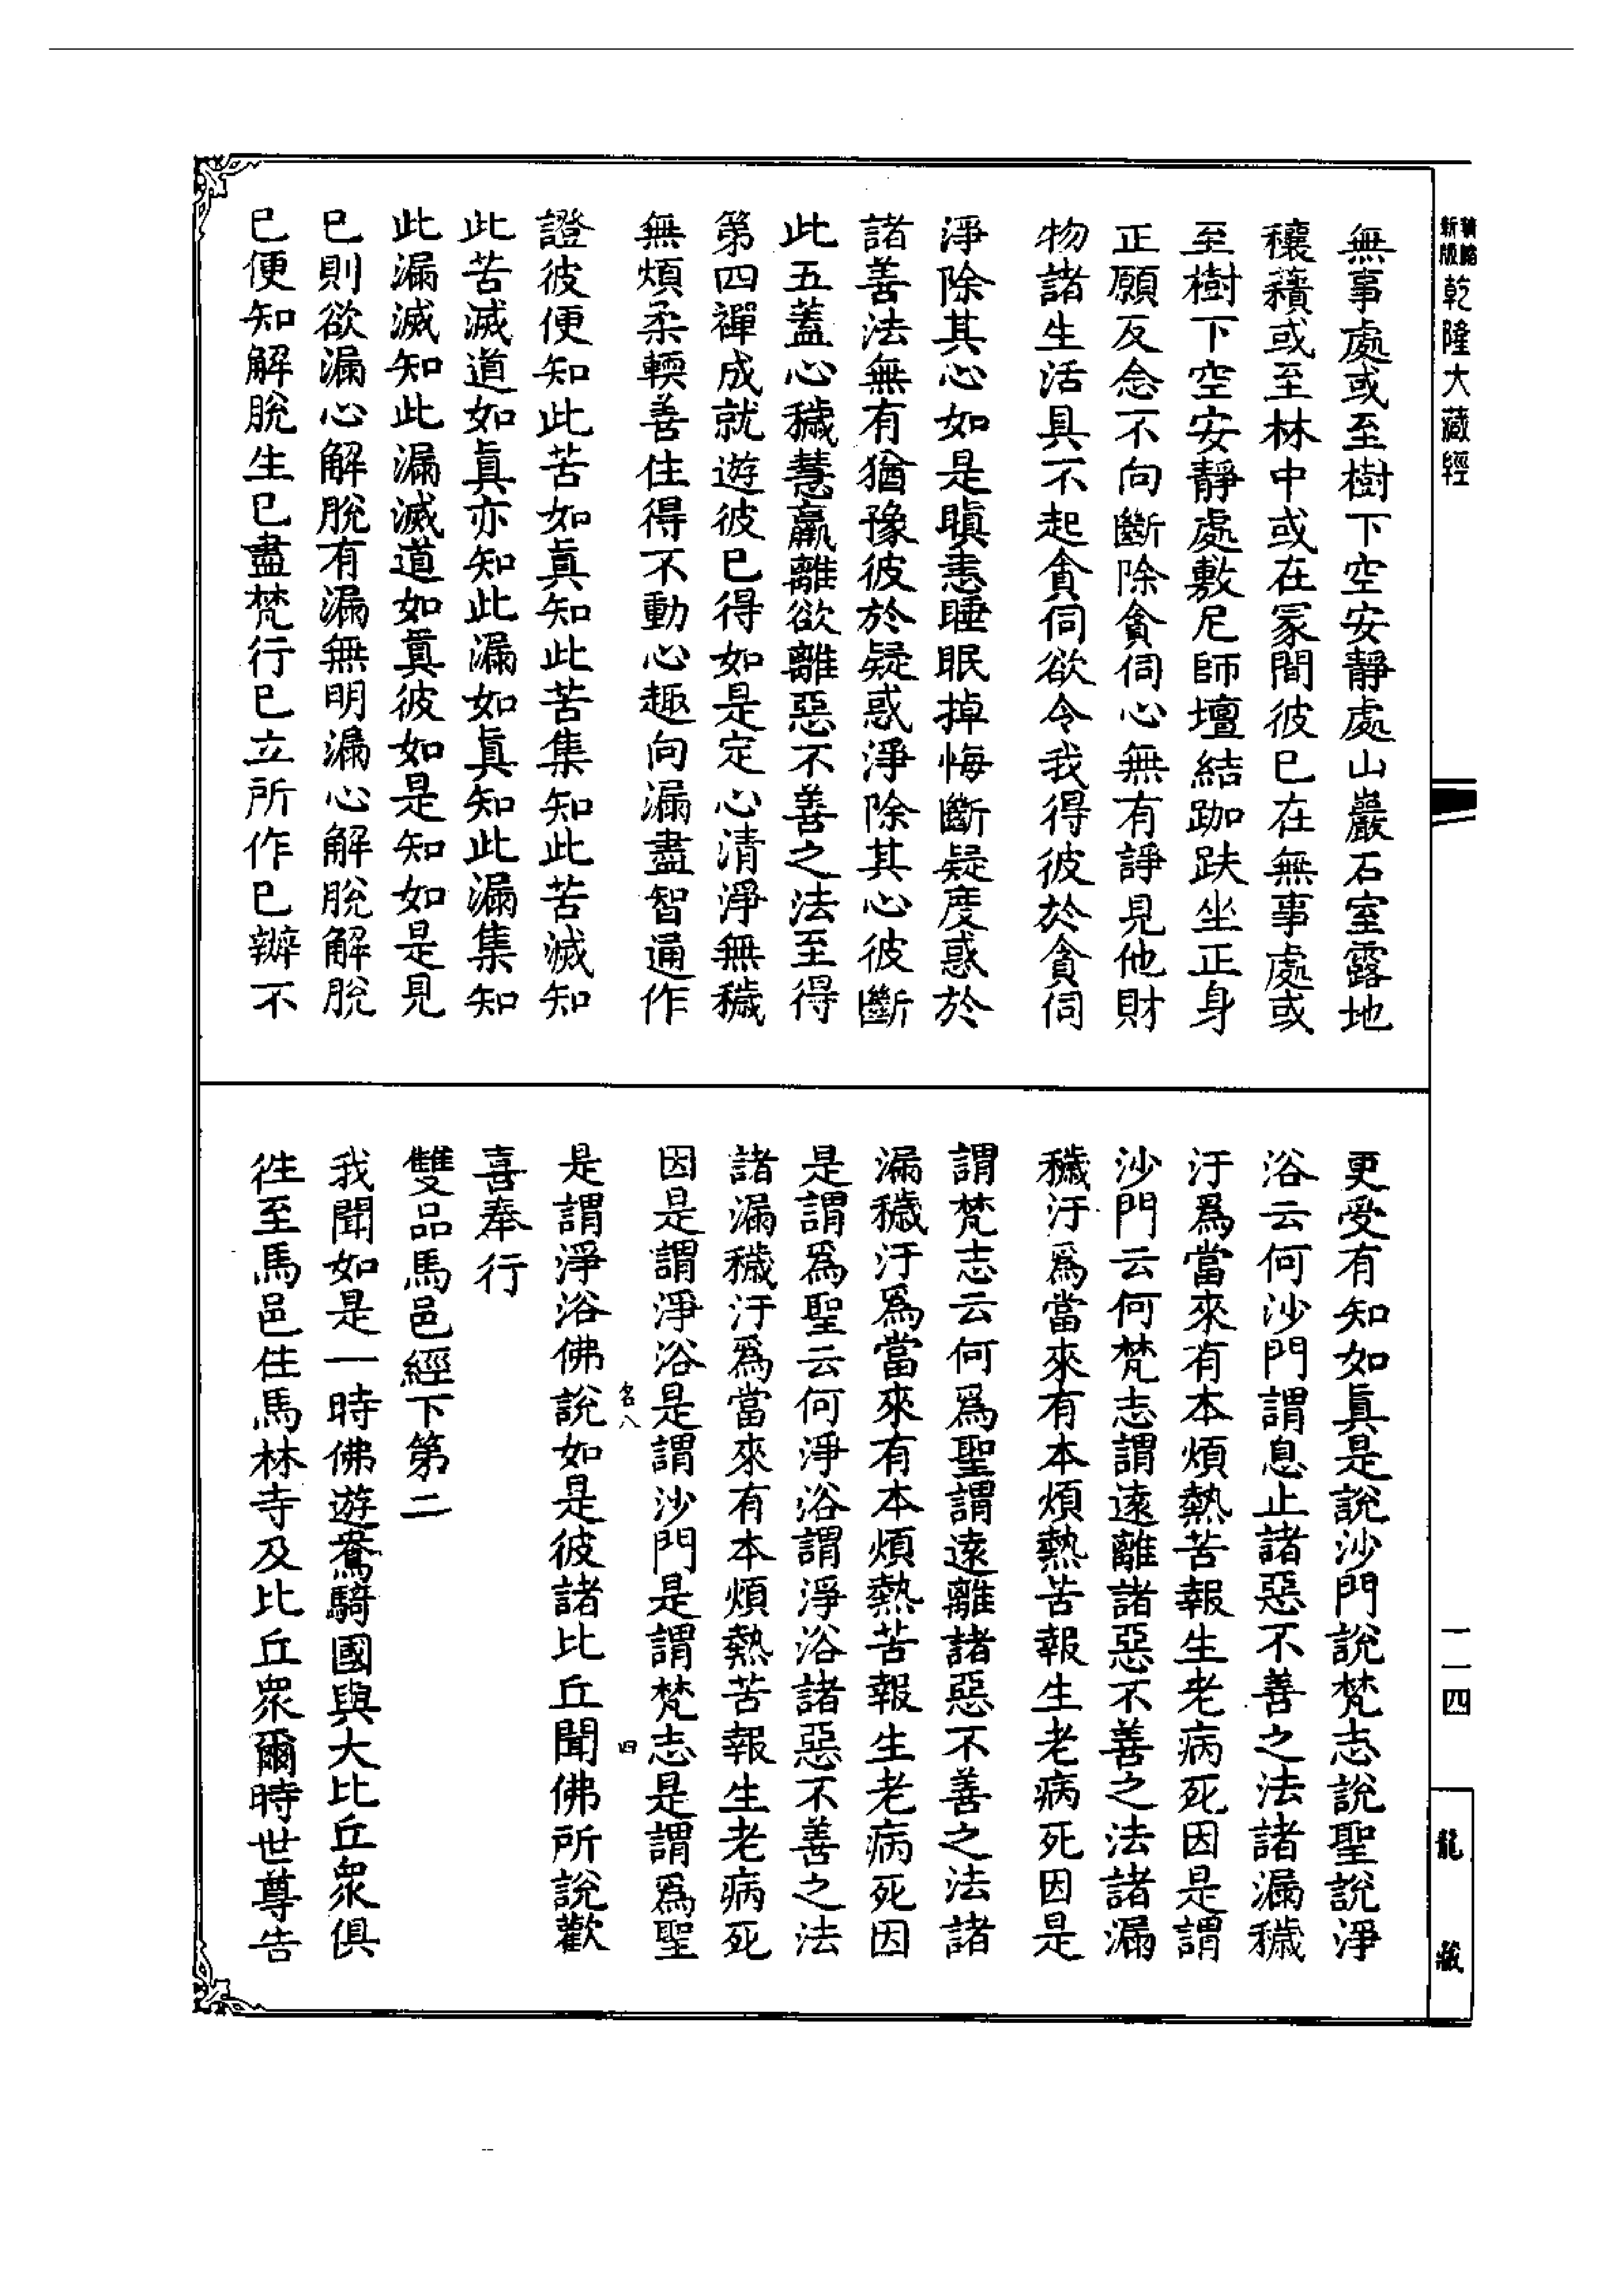 乾隆大藏經
一一四
龍藏
無事處或至樹下空安靜處山巖石室露地
穰𧂐或至林中或在冢間彼已在無事處或
至樹下空安靜處敷尼師壇結跏趺坐正身
正願反念不向斷除貪伺心無有諍見他財
物諸生活具不起貪伺欲令我得彼於貪伺
淨除其心如是瞋恚睡眠掉悔斷疑度惑於
諸善法無有猶豫彼於疑惑淨除其心彼斷
此五蓋心穢慧羸離欲離惡不善之法至得
第四禪成就遊彼已得如是定心清淨無穢
無煩柔輭善住得不動心趣向漏盡智通作
證彼便知此苦如眞知此苦集知此苦滅知
此苦滅道如眞亦知此漏如眞知此漏集知
此漏滅知此漏滅道如眞彼如是知如是見
已則欲漏心解脫有漏無明漏心解脫解脫
已便知解脫生已盡梵行已立所作已辦不
更受有知如眞是說沙門說梵志說聖說淨
浴云何沙門謂息止諸惡不善之法諸漏穢
汙爲當來有本煩熱苦報生老病死因是謂
沙門云何梵志謂遠離諸惡不善之法諸漏
穢汙爲當來有本煩熱苦報生老病死因是
謂梵志云何爲聖謂遠離諸惡不善之法諸
漏穢汙爲當來有本煩熱苦報生老病死因
是謂爲聖云何淨浴謂淨浴諸惡不善之法
諸漏穢汙爲當來有本煩熱苦報生老病死
因是謂淨浴是謂沙門是謂梵志是謂爲聖
名八 四
是謂淨浴佛說如是彼諸比丘聞佛所說歡
喜奉行
雙品馬邑經下第二
我聞如是一時佛遊鴦騎國與大比丘衆俱
往至馬邑住馬林寺及比丘衆爾時世尊告